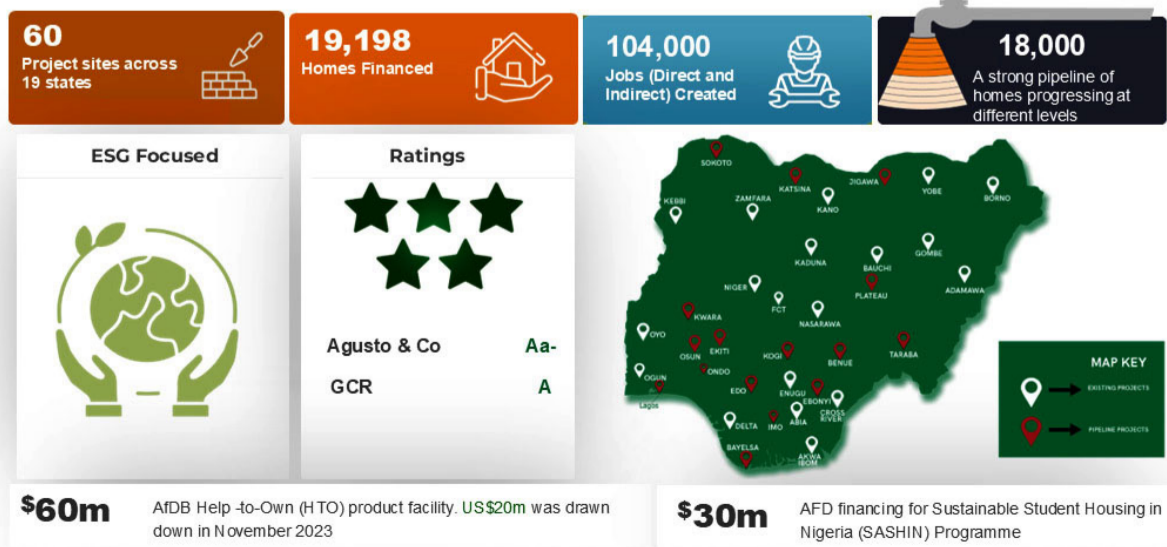 60
Project sites across
19 states
19,198
Homes Financed
104,000
Jobs (Direct and
Indirect) Created
18,000
A strong pipeline of
homes progressing at
different levels
ESG Focused
Ratings
Agusto & Co Aa-
GCR A
SOKOTO
KATSINA
JIGAWA
YOBE
BORNO
KEBBI
ZAMFARA
KANO
KADUNA
BAUCHI
GOMBE
ADAMAWA
NIGER
FCT
PLATEAU
NASARAWA
KWARA
OYO
OSUN
EKITI
KOGI
BENUE
TARABA
ONDO
OGUN
Lagos
EDO
ENUGU
EBONYI
CROSS
RIVER
DELTA
IMO
ABIA
BAYELSA
AKWA
IBOM
MAP KEY
EXISTING PROJECTS
PIPELINE PROJECTS
$60m
AfDB Help -to-Own (HTO) product facility. US$20m was drawn
down in November 2023
$30m
AFD financing for Sustainable Student Housing in
Nigeria (SASHIN) Programme